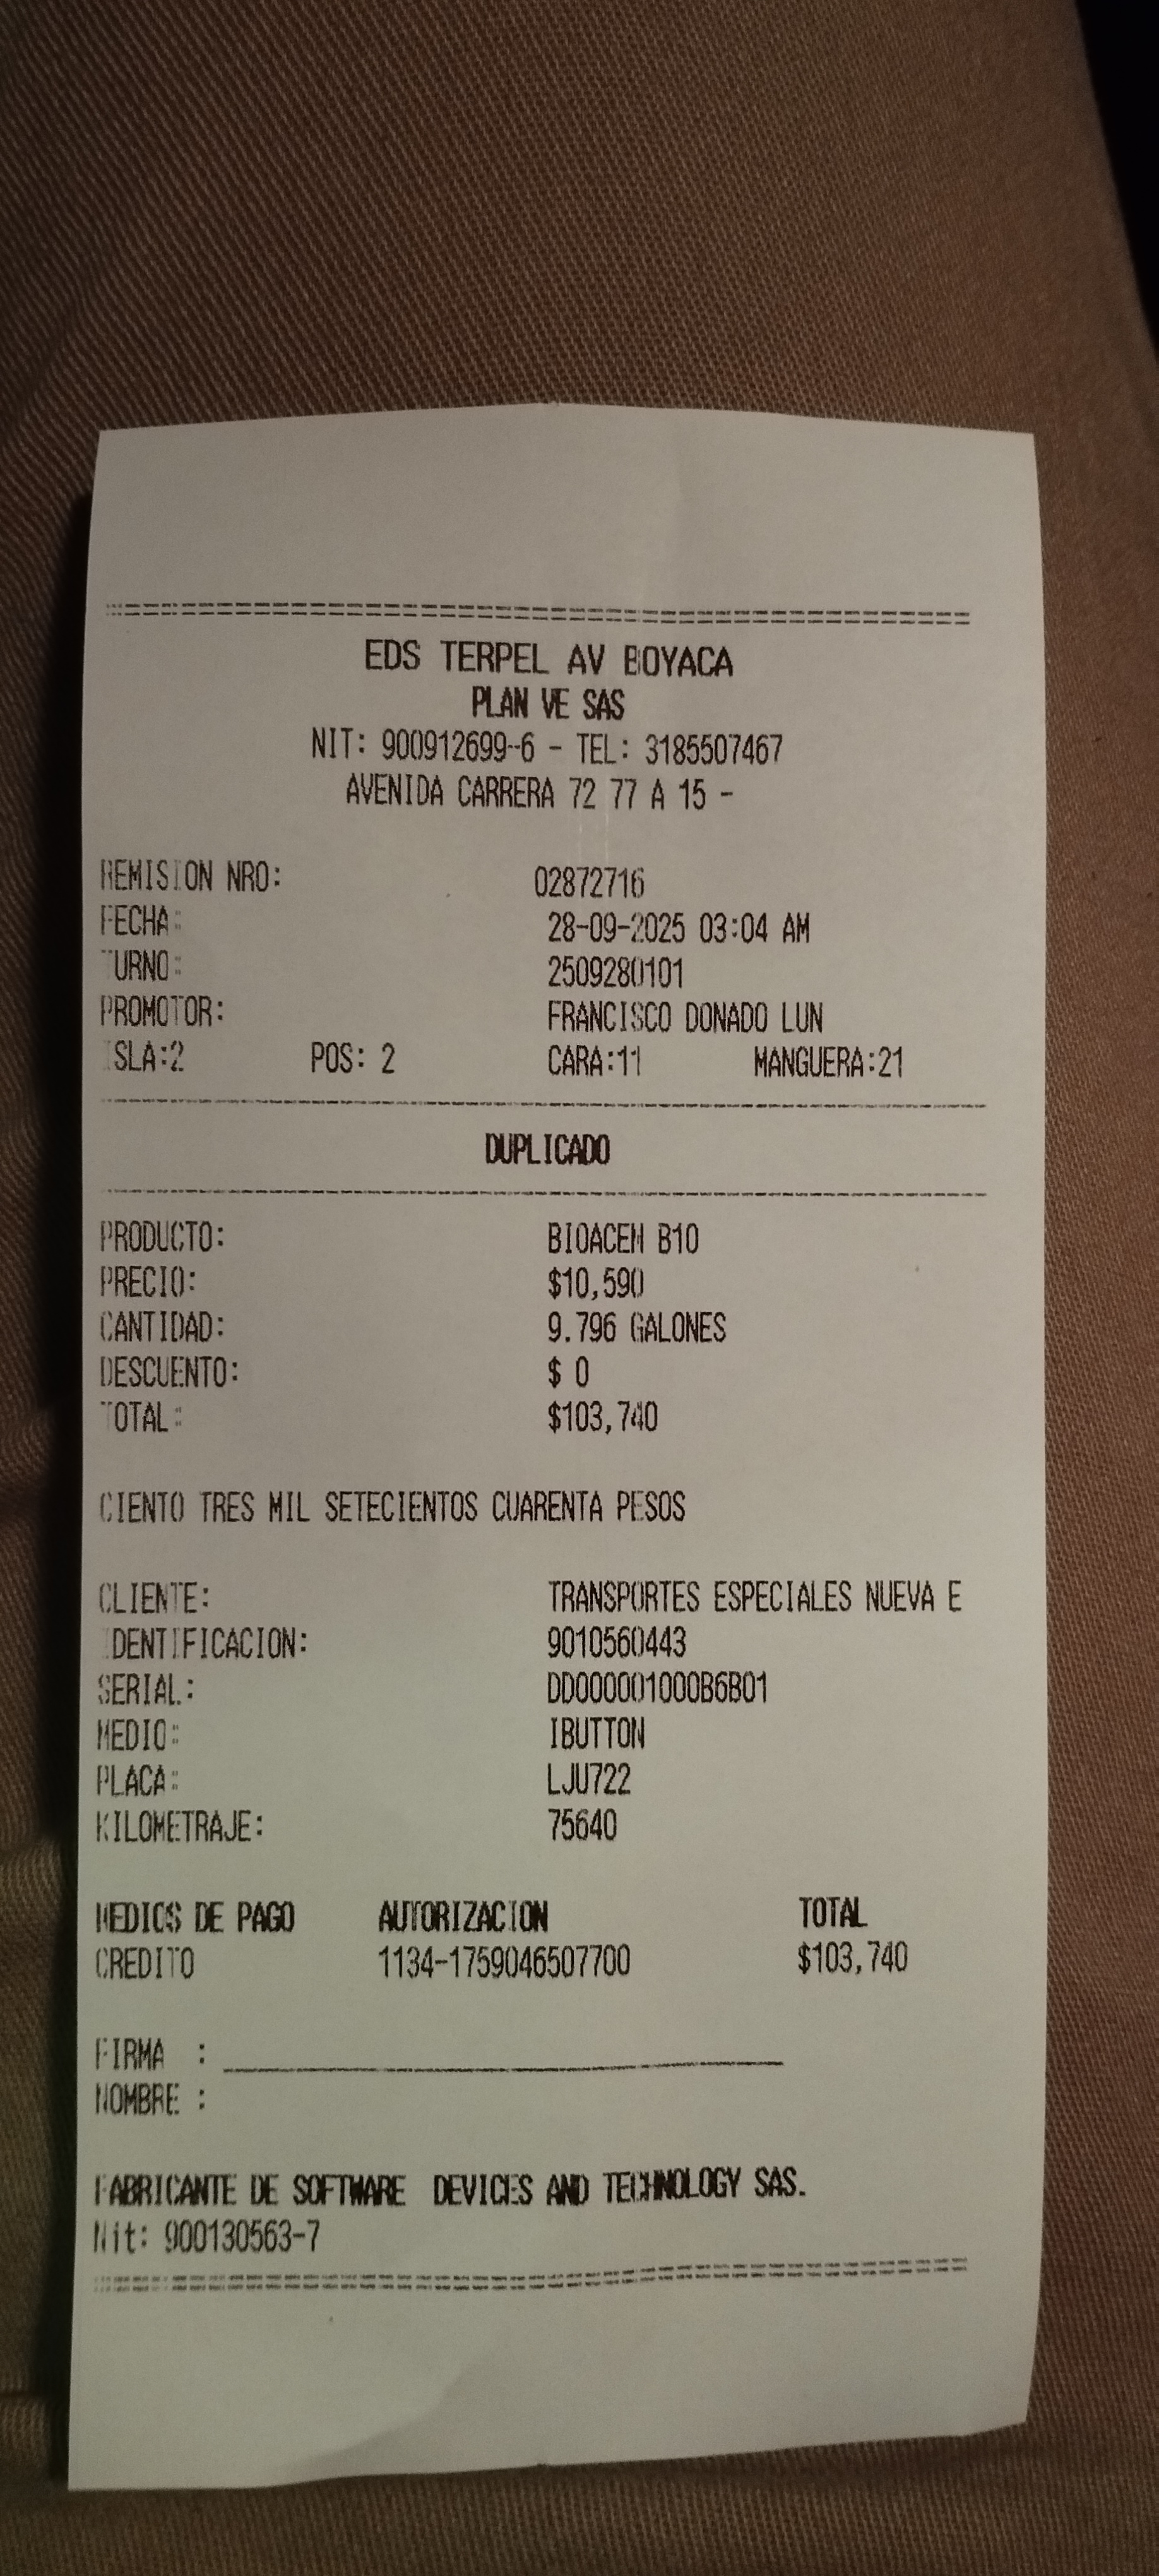 EDS TERPEL AV BOYACA
PLAN VE SAS
NIT: 900912699-6 - TEL: 3185507467
AVENIDA CARRERA 72 77 A 15 -
REMISION NRO: 02872716
FECHA: 28-09-2025 03:04 AM
TURNO: 2509280101
PROMOTOR: FRANCISCO DONADO LUN
ISLA:2 POS: 2 CARA:11 MANGUERA:21
DUPLICADO
PRODUCTO: BIOACEM B10
PRECIO: $10,590
CANTIDAD: 9.796 GALONES
DESCUENTO: $ 0
TOTAL: $103,740
CIENTO TRES MIL SETECIENTOS CUARENTA PESOS
CLIENTE: TRANSPORTES ESPECIALES NUEVA E
IDENTIFICACION: 9010560443
SERIAL: DD000001000B6B01
MEDIO: IBUTTON
PLACA: LJU722
KILOMETRAJE: 75640
MEDIOS DE PAGO AUTORIZACION TOTAL
CREDITO 1134-1759046507700 $103,740
FIRMA :
NOMBRE :
FABRICANTE DE SOFTWARE DEVICES AND TECHNOLOGY SAS.
Nit: 900130563-7